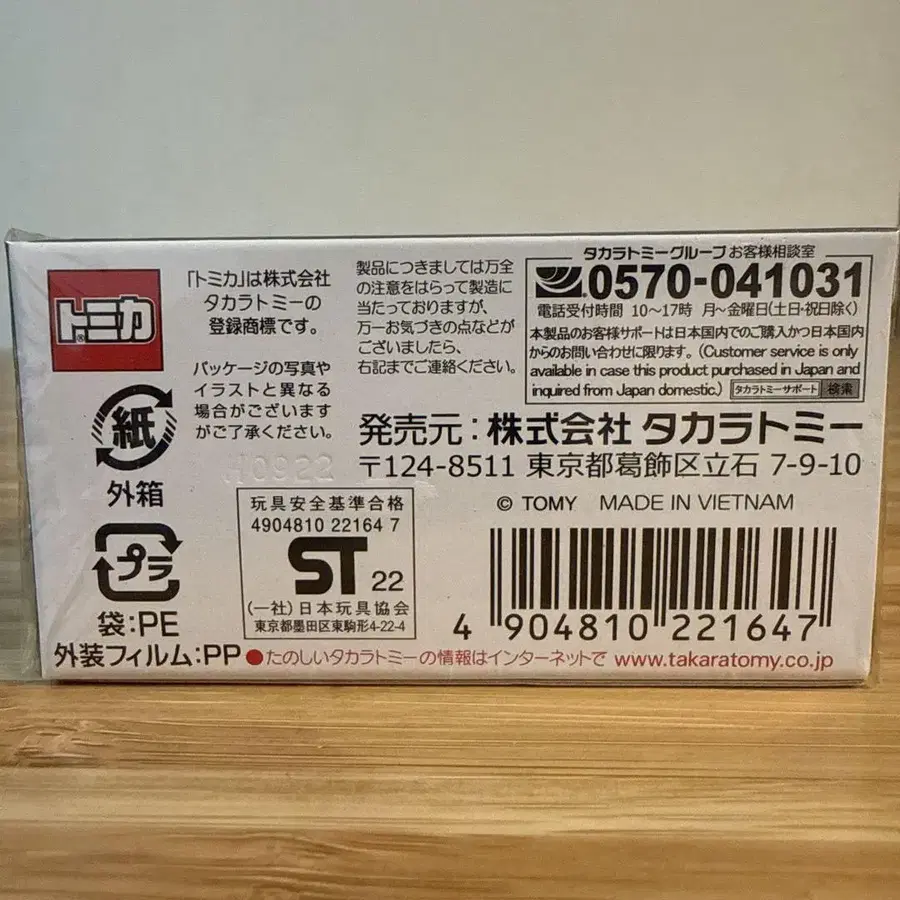 トミカ®
「トミカ」は株式会社
タカラトミーの
登録商標です。
パッケージの写真や
イラストと異なる
場合がございます
がご了承ください。
製品につきましては万全
の注意をはらって製造に
当たっておりますが、
万一お気づきの点などが
ございましたら、
右記までご連絡ください。
タカラトミーグループ お客様相談室
0570-041031
電話受付時間 10〜17時 月〜金曜日(土日・祝日除く)
本製品のお客様サポートは日本国内でのご購入かつ日本国内
からのお問い合わせに限ります。(Customer service is only
available in case this product purchased in Japan and
inquired from Japan domestic.) タカラトミーサポート 検索
発売元：株式会社 タカラトミー
〒124-8511 東京都葛飾区立石 7-9-10
© TOMY MADE IN VIETNAM
紙
外箱
プラ
袋:PE
外装フィルム:PP
H0922
玩具安全基準合格
4904810 22164 7
ST 22
(一社)日本玩具協会
東京都墨田区東駒形4-22-4
4 904810 221647
●たのしいタカラトミーの情報はインターネットで www.takaratomy.co.jp